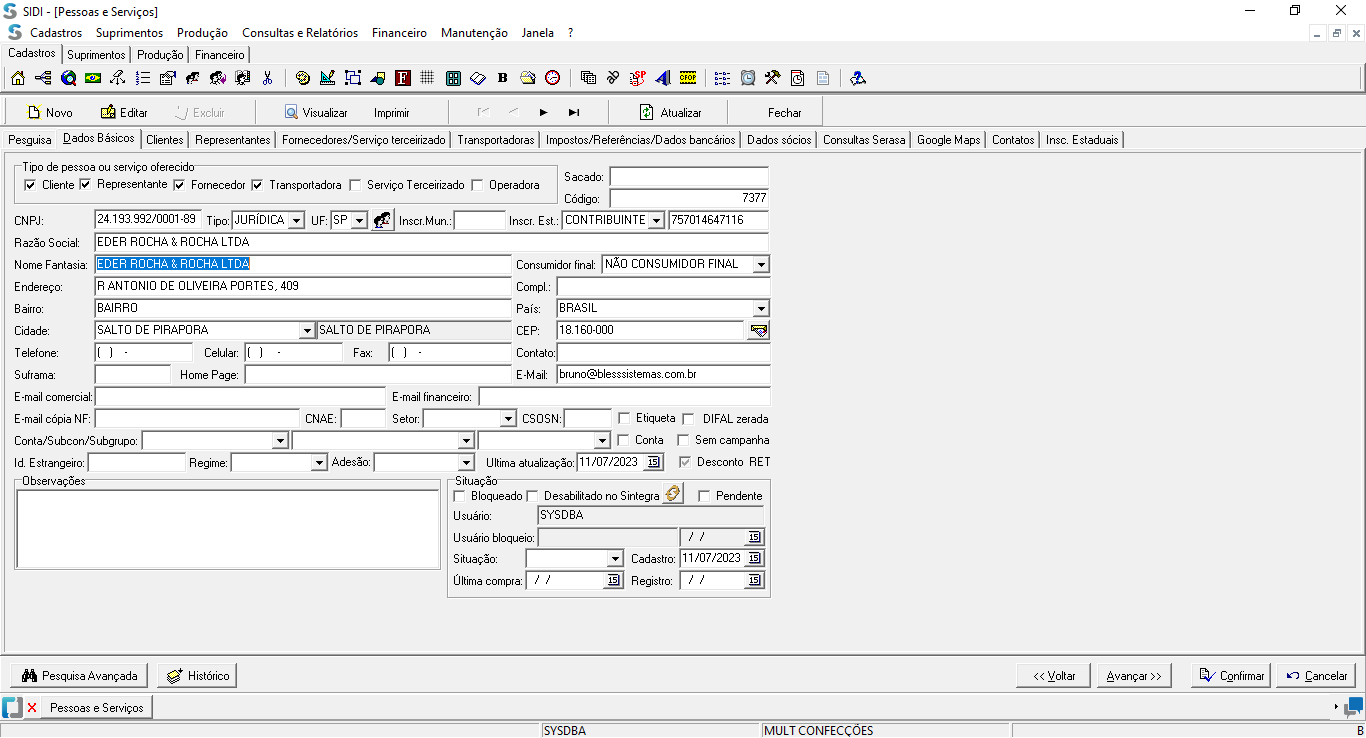 SIDI - [Pessoas e Serviços]
Cadastros Suprimentos Produção Consultas e Relatórios Financeiro Manutenção Janela ?
Cadastros Suprimentos Produção Financeiro
Novo Editar Excluir Visualizar Imprimir Atualizar Fechar
Pesquisa Dados Básicos Clientes Representantes Fornecedores/Serviço terceirizado Transportadoras Impostos/Referências/Dados bancários Dados sócios Consultas Serasa Google Maps Contatos Insc. Estaduais
Tipo de pessoa ou serviço oferecido
Cliente Representante Fornecedor Transportadora Serviço Terceirizado Operadora
Sacado:
Código: 7377
CNPJ: 24.193.992/0001-89 Tipo: JURÍDICA UF: SP Inscr.Mun.: Inscr. Est.: CONTRIBUINTE 757014647116
Razão Social: EDER ROCHA & ROCHA LTDA
Nome Fantasia: EDER ROCHA & ROCHA LTDA Consumidor final: NÃO CONSUMIDOR FINAL
Endereço: R ANTONIO DE OLIVEIRA PORTES, 409 Compl.:
Bairro: BAIRRO País: BRASIL
Cidade: SALTO DE PIRAPORA SALTO DE PIRAPORA CEP: 18.160-000
Telefone: ( ) - Celular: ( ) - Fax: ( ) - Contato:
Suframa: Home Page: E-Mail: bruno@blesssistemas.com.br
E-mail comercial: E-mail financeiro:
E-mail cópia NF: CNAE: Setor: CSOSN: Etiqueta DIFAL zerada
Conta/Subcon/Subgrupo: Conta Sem campanha
Id. Estrangeiro: Regime: Adesão: Ultima atualização: 11/07/2023 15 Desconto RET
Observações
Situação
Bloqueado Desabilitado no Sintegra Pendente
Usuário: SYSDBA
Usuário bloqueio: / / 15
Situação: Cadastro: 11/07/2023 15
Última compra: / / 15 Registro: / / 15
Pesquisa Avançada Histórico << Voltar Avançar >> Confirmar Cancelar
Pessoas e Serviços
SYSDBA MULT CONFECÇÕES B